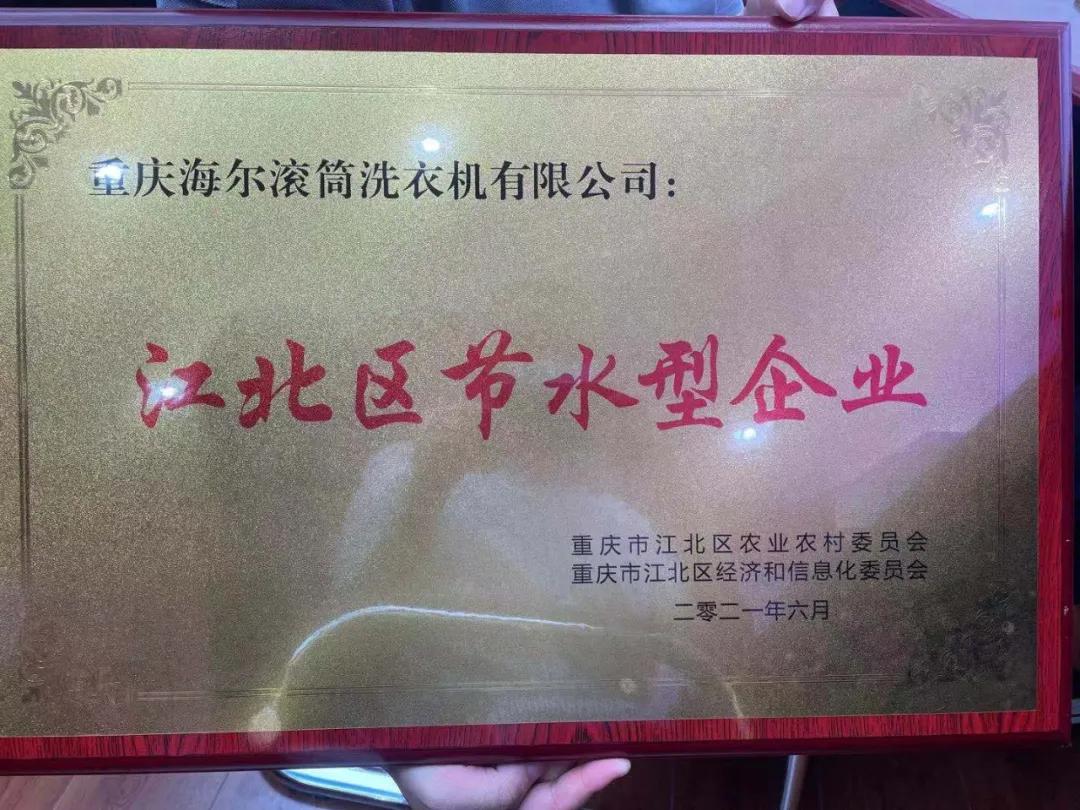 重庆海尔滚筒洗衣机有限公司：
江北区节水型企业
重庆市江北区农业农村委员会
重庆市江北区经济和信息化委员会
二零二一年六月